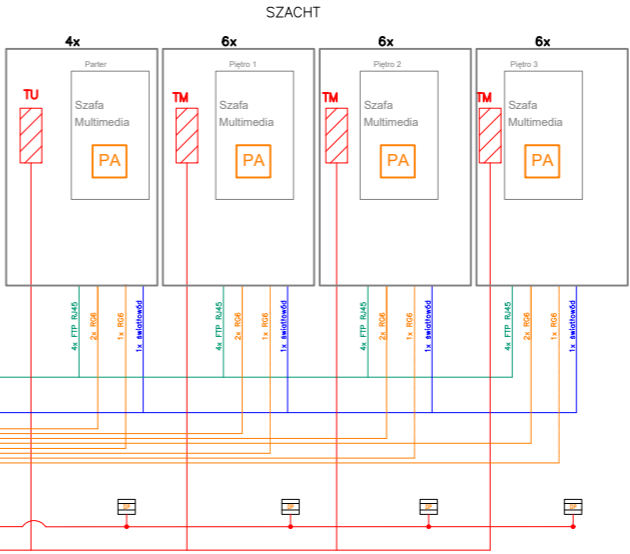 SZACHT
4x
6x
6x
6x
Parter
Piętro 1
Piętro 2
Piętro 3
TU
Szafa
Multimedia
PA
TM
Szafa
Multimedia
PA
TM
Szafa
Multimedia
PA
TM
Szafa
Multimedia
PA
4x FTP RJ45
2x RG6
1x RG6
1x światłowód
4x FTP RJ45
2x RG6
1x RG6
1x światłowód
4x FTP RJ45
2x RG6
1x RG6
1x światłowód
4x FTP RJ45
2x RG6
1x RG6
1x światłowód